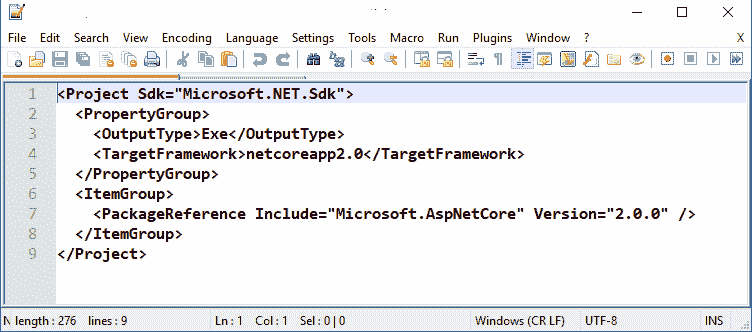 File Edit Search View Encoding Language Settings Tools Macro Run Plugins Window ? X
1 <Project Sdk="Microsoft.NET.Sdk">
2 <PropertyGroup>
3 <OutputType>Exe</OutputType>
4 <TargetFramework>netcoreapp2.0</TargetFramework>
5 </PropertyGroup>
6 <ItemGroup>
7 <PackageReference Include="Microsoft.AspNetCore" Version="2.0.0" />
8 </ItemGroup>
9 </Project>
N length : 276 lines : 9 Ln : 1 Col : 1 Sel : 0 | 0 Windows (CR LF) UTF-8 INS